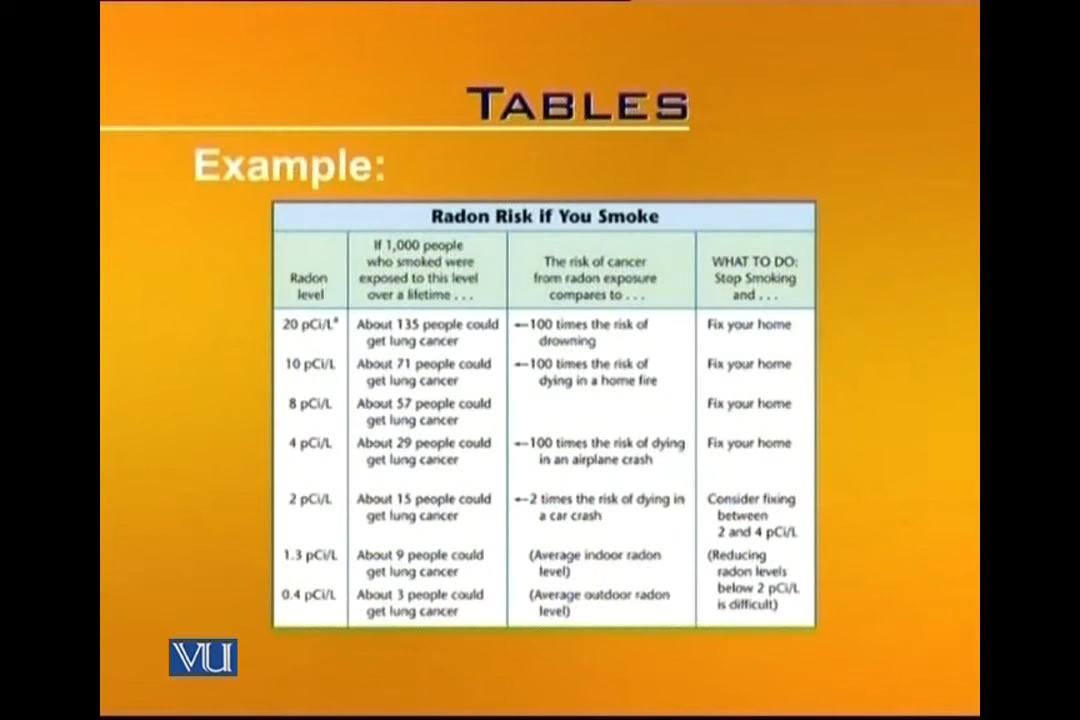 TABLES
Example:
Radon Risk if You Smoke
Radon
level
If 1,000 people
who smoked were
exposed to this level
over a lifetime . . .
The risk of cancer
from radon exposure
compares to . . .
WHAT TO DO:
Stop Smoking
and . . .
20 pCi/Lª
About 135 people could
get lung cancer
←100 times the risk of
drowning
Fix your home
10 pCi/L
About 71 people could
get lung cancer
←100 times the risk of
dying in a home fire
Fix your home
8 pCi/L
About 57 people could
get lung cancer
Fix your home
4 pCi/L
About 29 people could
get lung cancer
←100 times the risk of dying
in an airplane crash
Fix your home
2 pCi/L
About 15 people could
get lung cancer
←2 times the risk of dying in
a car crash
Consider fixing
between
2 and 4 pCi/L
1.3 pCi/L
About 9 people could
get lung cancer
(Average indoor radon
level)
(Reducing
radon levels
below 2 pCi/L
is difficult)
0.4 pCi/L
About 3 people could
get lung cancer
(Average outdoor radon
level)
VU